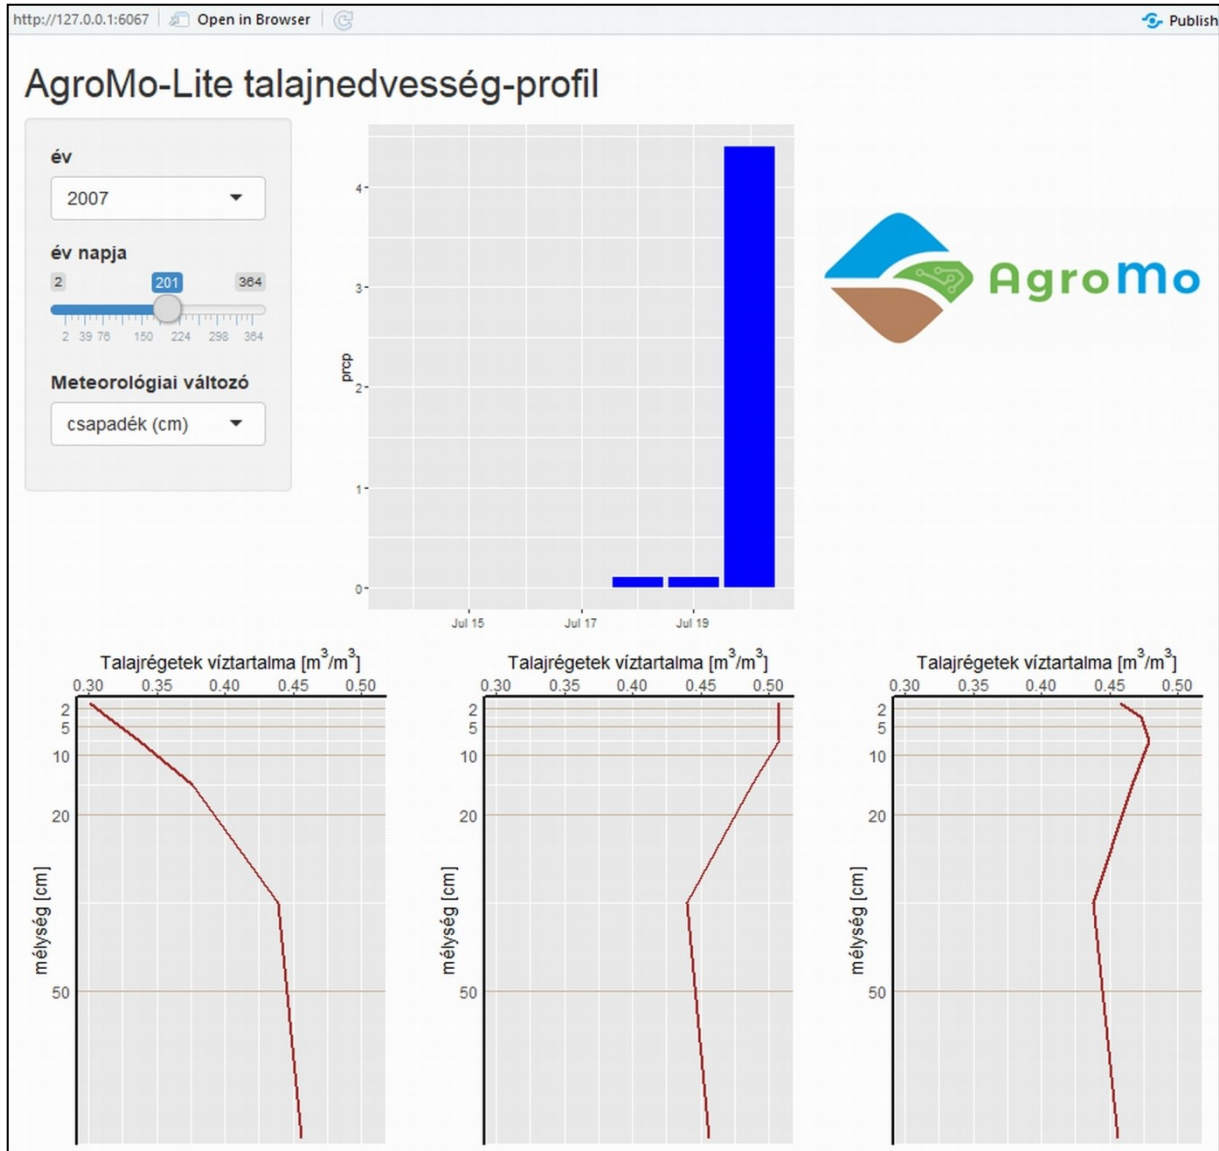 http://127.0.0.1:6067 Open in Browser Publish
AgroMo-Lite talajnedvesség-profil
év
2007
év napja
2 201 364
2 39 76 150 224 298 364
Meteorológiai változó
csapadék (cm)
prcp
4
3
2
1
0
Jul 15 Jul 17 Jul 19
AgroMo
Talajrégetek víztartalma [m³/m³]
0.30 0.35 0.40 0.45 0.50
2
5
10
20
50
mélység [cm]
Talajrégetek víztartalma [m³/m³]
0.30 0.35 0.40 0.45 0.50
2
5
10
20
50
mélység [cm]
Talajrégetek víztartalma [m³/m³]
0.30 0.35 0.40 0.45 0.50
2
5
10
20
50
mélység [cm]